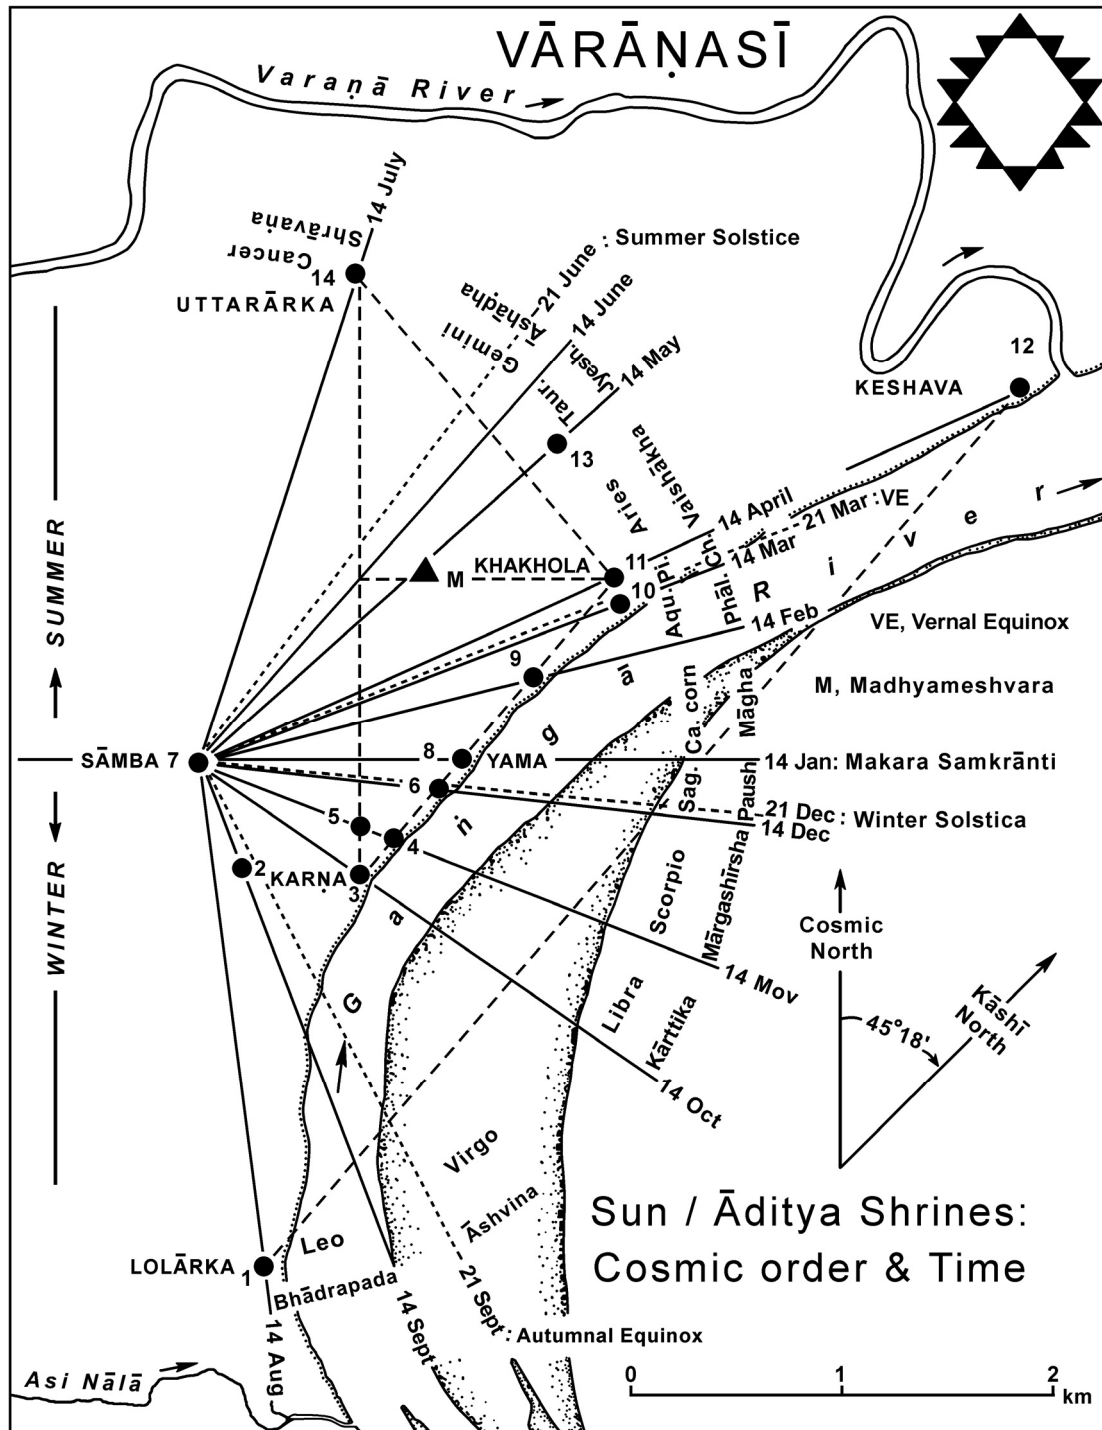 VĀRĀṆASĪ
Varaṇā River
14 July
Shrāvaṅa
Cancer
14
UTTARĀRKA
21 June : Summer Solstice
Āshāḍha
Gemini
14 June
Jyesh.
Taur.
14 May
13
12
KESHAVA
Vaishākha
Aries
14 April
21 Mar :VE
Ch.
Pi.
14 Mar
KHAKHOLA
11
10
M
Phāl.
Aqu.
14 Feb
VE, Vernal Equinox
M, Madhyameshvara
9
Māgha
Ca. corn
SUMMER
WINTER
SĀMBA 7
8
YAMA
14 Jan: Makara Samkrānti
6
Paush
Sag.
21 Dec : Winter Solstica
14 Dec
5
4
2
KARṆA
3
Scorpio
Mārgashīrsha
14 Mov
Libra
Kārttika
14 Oct
Gaṅgā River
Cosmic
North
45°18'
Kāshī
North
Virgo
Āshvina
Leo
Bhādrapada
LOLĀRKA
1
14 Aug
14 Sept
21 Sept : Autumnal Equinox
Asi Nālā
Sun / Āditya Shrines:
Cosmic order & Time
0 1 2
km